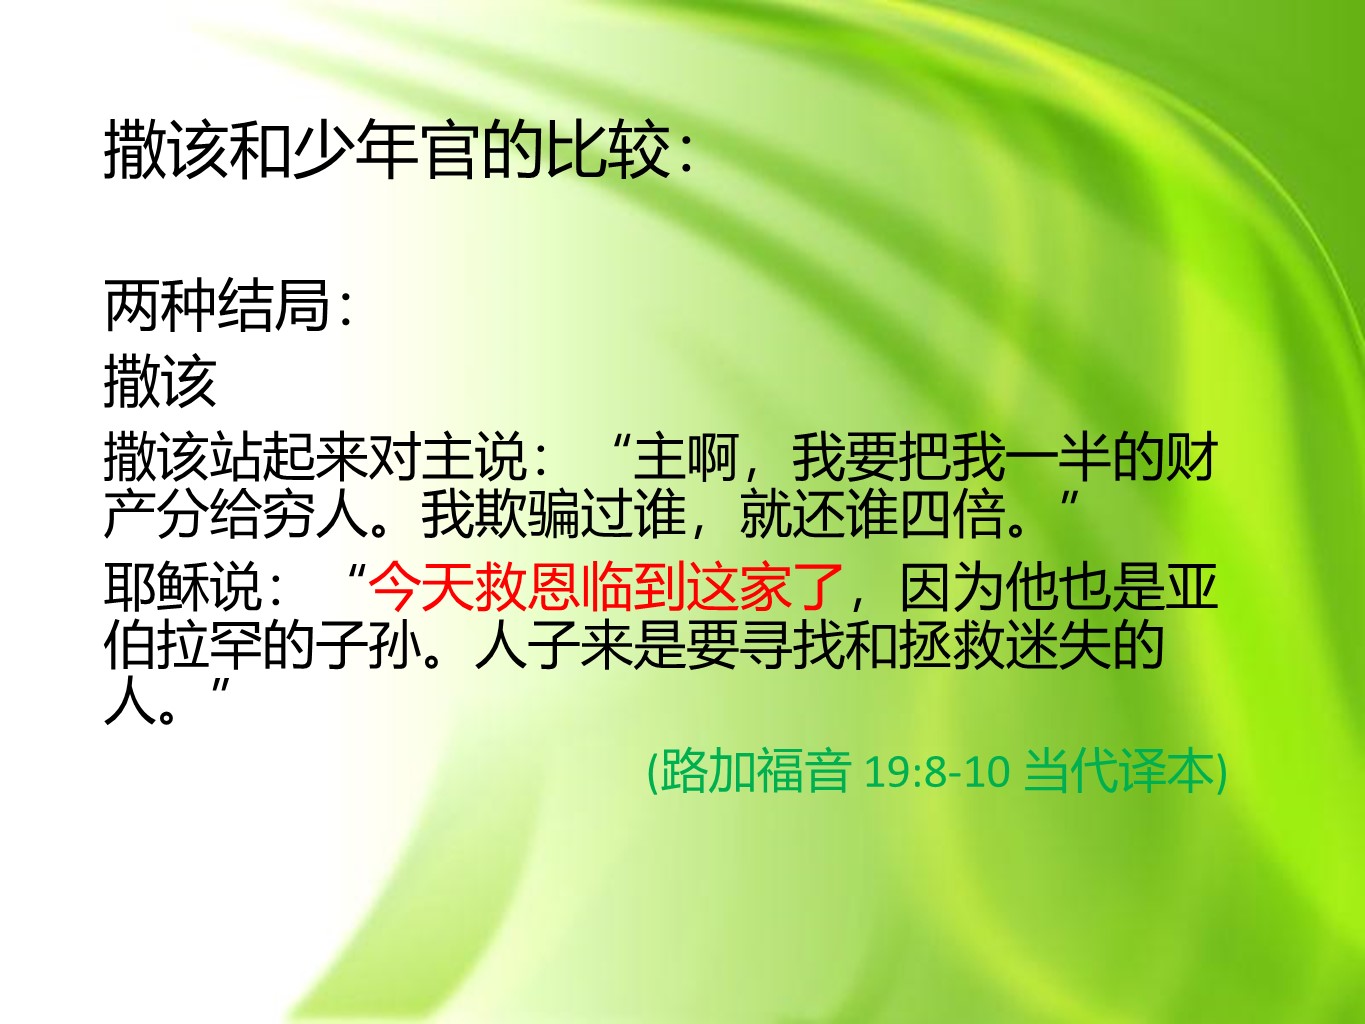 撒该和少年官的比较：
两种结局：
撒该
撒该站起来对主说：“主啊，我要把我一半的财
产分给穷人。我欺骗过谁，就还谁四倍。”
耶稣说：“今天救恩临到这家了，因为他也是亚
伯拉罕的子孙。人子来是要寻找和拯救迷失的
人。”
(路加福音 19:8-10 当代译本)